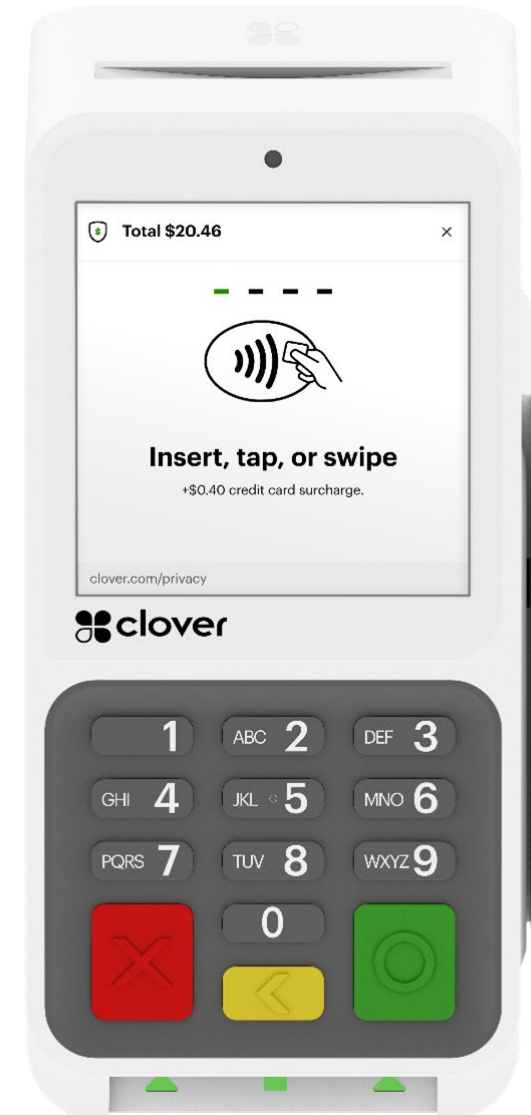 Total $20.46 ×
Insert, tap, or swipe
+$0.40 credit card surcharge.
clover.com/privacy
clover
1 ABC 2 DEF 3
GHI 4 JKL 5 MNO 6
PQRS 7 TUV 8 WXYZ 9
0